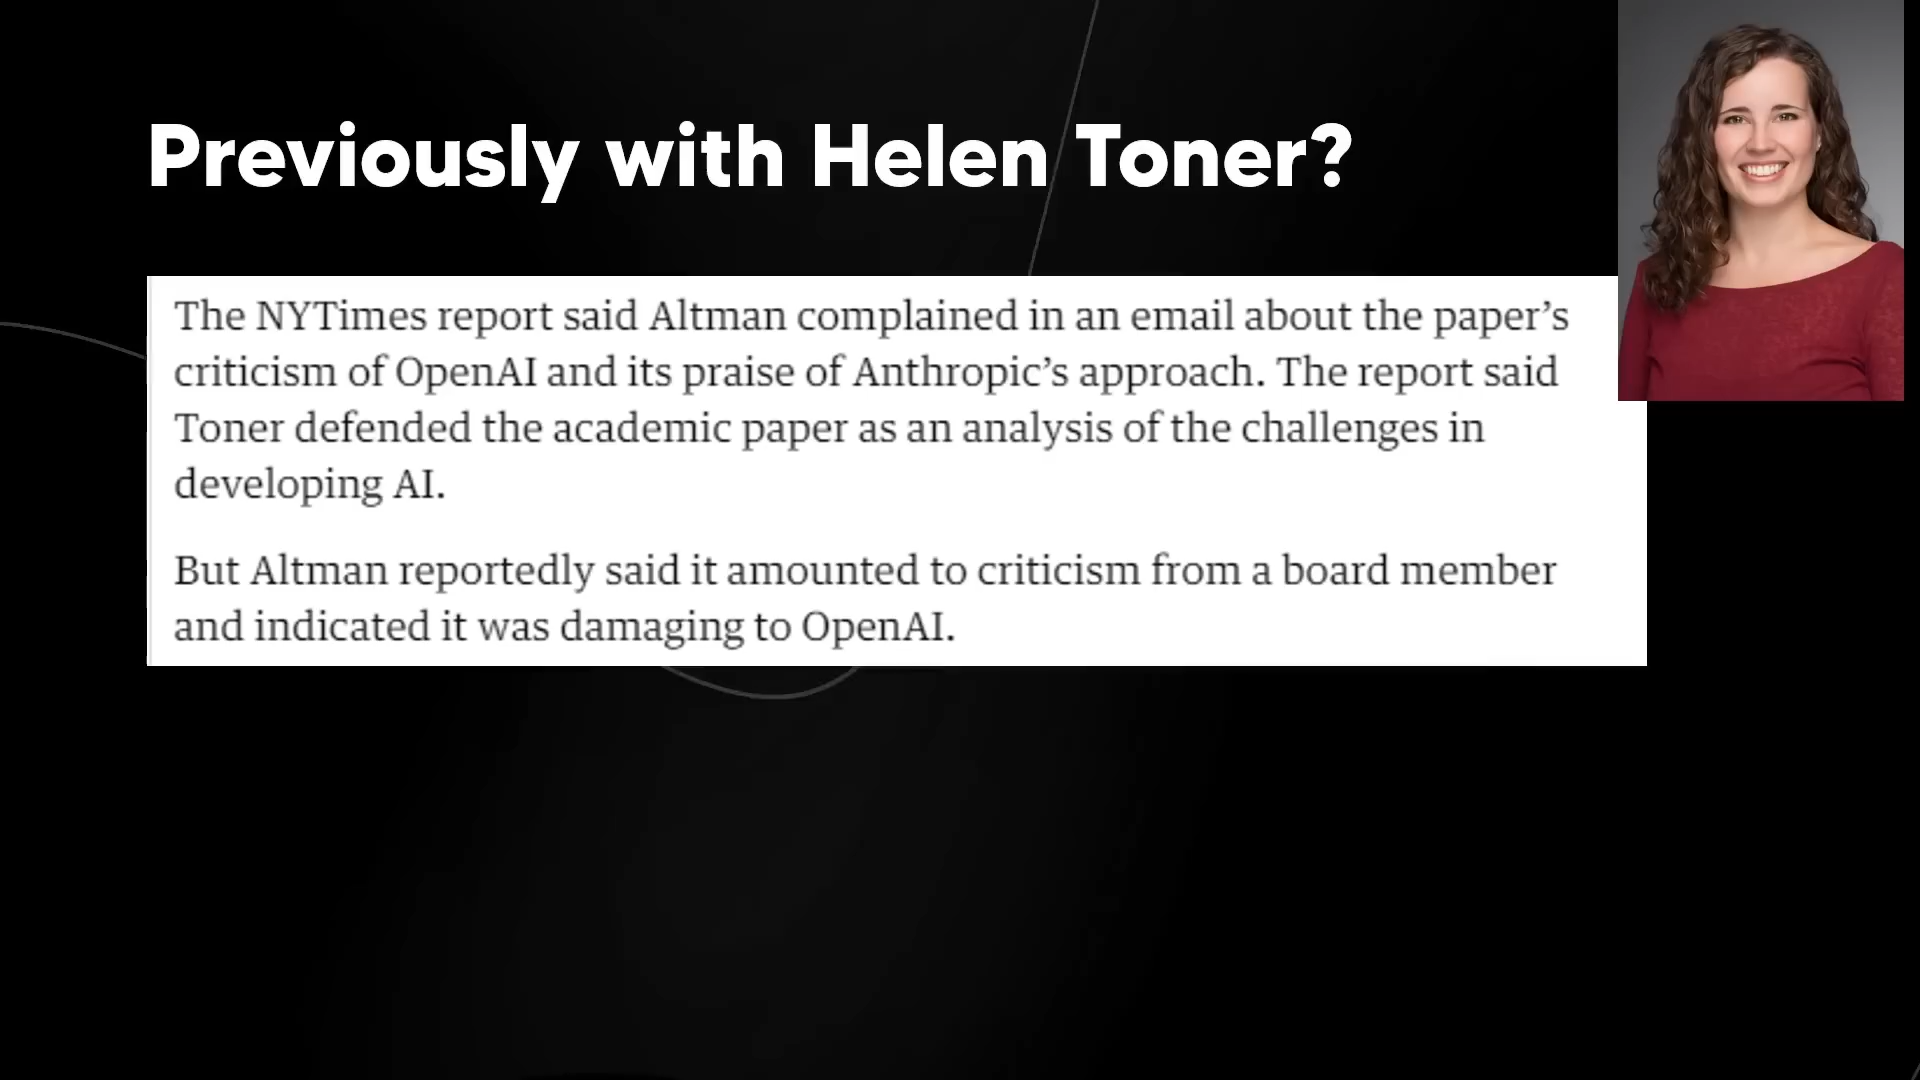 Previously with Helen Toner?
The NYTimes report said Altman complained in an email about the paper’s
criticism of OpenAI and its praise of Anthropic’s approach. The report said
Toner defended the academic paper as an analysis of the challenges in
developing AI.
But Altman reportedly said it amounted to criticism from a board member
and indicated it was damaging to OpenAI.